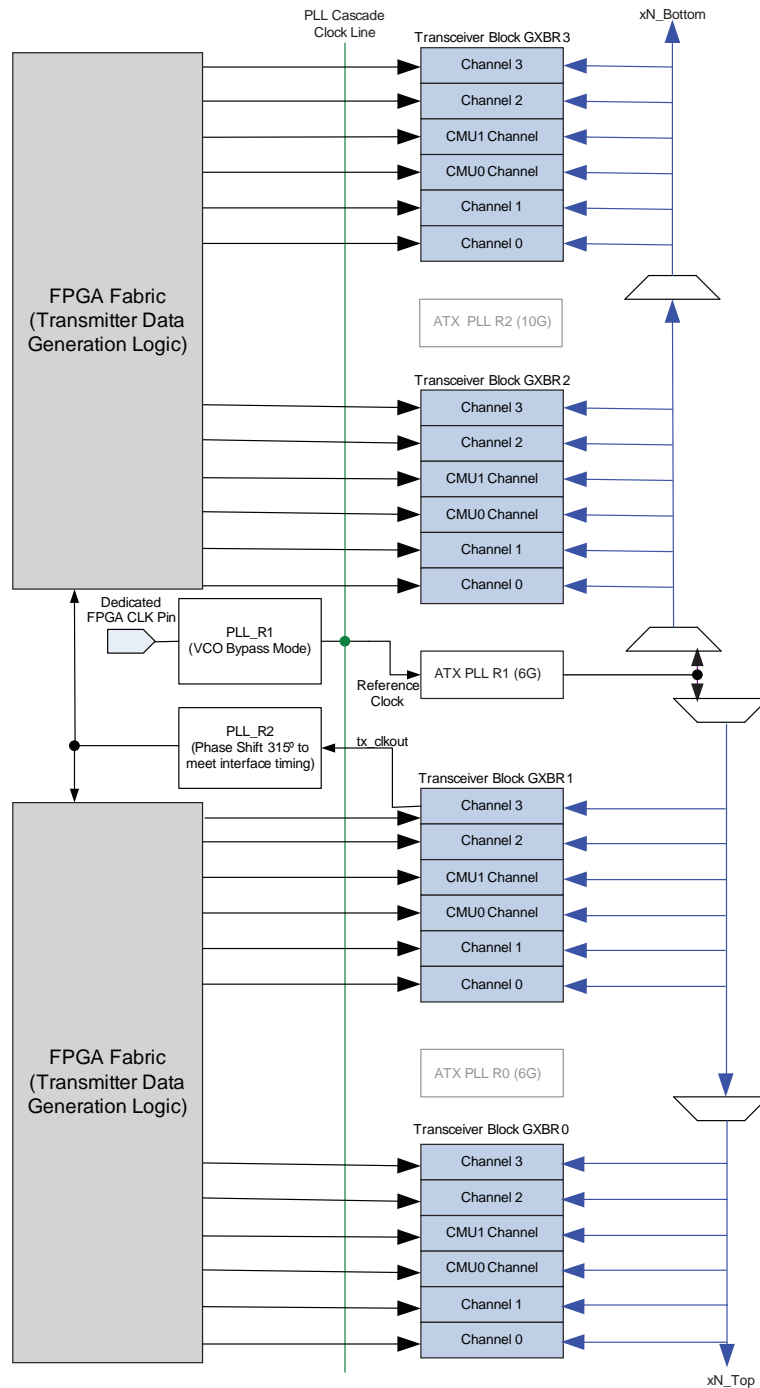 PLL Cascade
Clock Line
xN_Bottom
Transceiver Block GXBR3
Channel 3
Channel 2
CMU1 Channel
CMU0 Channel
Channel 1
Channel 0
FPGA Fabric
(Transmitter Data
Generation Logic)
ATX PLL R2 (10G)
Transceiver Block GXBR2
Channel 3
Channel 2
CMU1 Channel
CMU0 Channel
Channel 1
Channel 0
Dedicated
FPGA CLK Pin
PLL_R1
(VCO Bypass Mode)
Reference
Clock
ATX PLL R1 (6G)
PLL_R2
(Phase Shift 315º to
meet interface timing)
tx_clkout
Transceiver Block GXBR1
Channel 3
Channel 2
CMU1 Channel
CMU0 Channel
Channel 1
Channel 0
FPGA Fabric
(Transmitter Data
Generation Logic)
ATX PLL R0 (6G)
Transceiver Block GXBR0
Channel 3
Channel 2
CMU1 Channel
CMU0 Channel
Channel 1
Channel 0
xN_Top